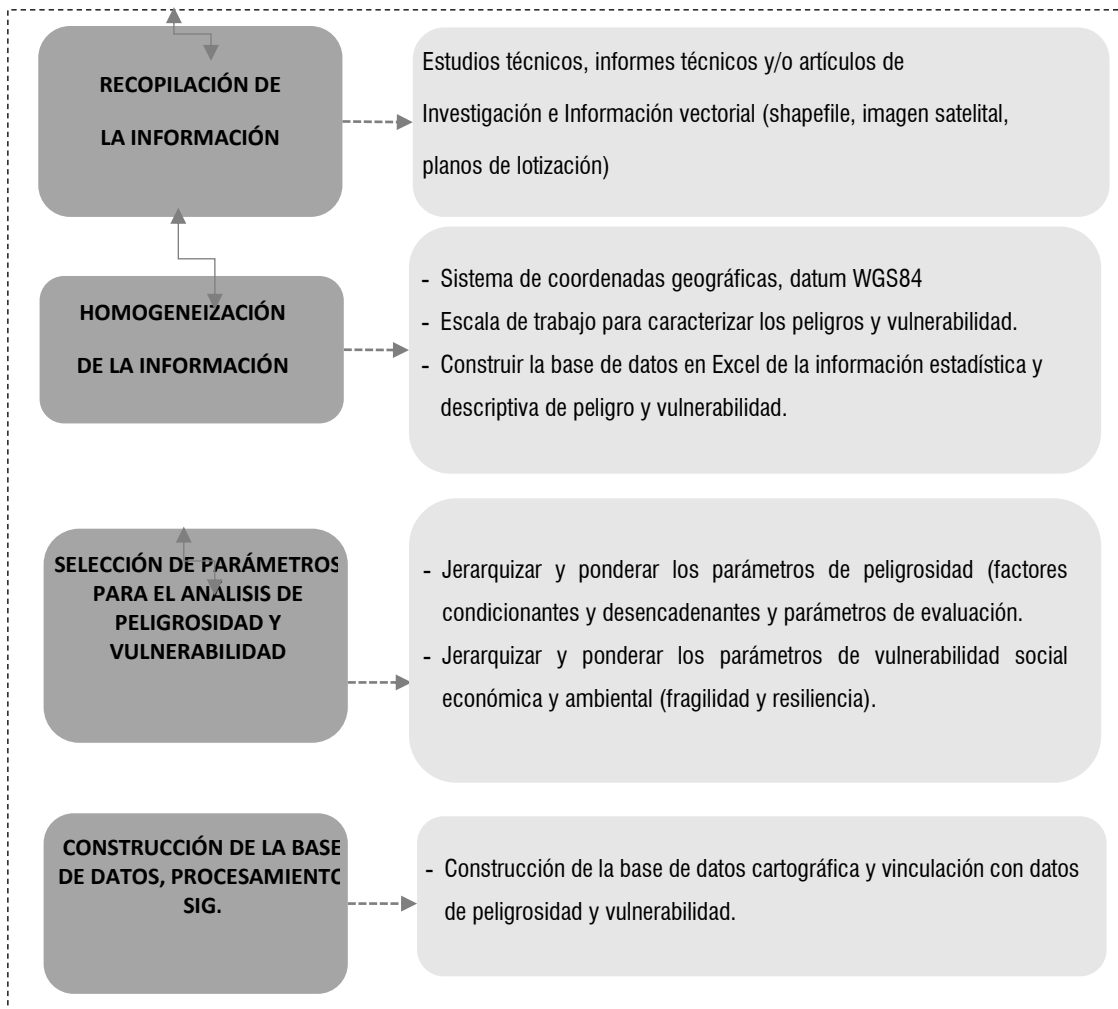 RECOPILACIÓN DE
LA INFORMACIÓN
Estudios técnicos, informes técnicos y/o artículos de
Investigación e Información vectorial (shapefile, imagen satelital,
planos de lotización)
HOMOGENEIZACIÓN
DE LA INFORMACIÓN
- Sistema de coordenadas geográficas, datum WGS84
- Escala de trabajo para caracterizar los peligros y vulnerabilidad.
- Construir la base de datos en Excel de la información estadística y
descriptiva de peligro y vulnerabilidad.
SELECCIÓN DE PARÁMETROS
PARA EL ANÁLISIS DE
PELIGROSIDAD Y
VULNERABILIDAD
- Jerarquizar y ponderar los parámetros de peligrosidad (factores
condicionantes y desencadenantes y parámetros de evaluación.
- Jerarquizar y ponderar los parámetros de vulnerabilidad social
económica y ambiental (fragilidad y resiliencia).
CONSTRUCCIÓN DE LA BASE
DE DATOS, PROCESAMIENTO
SIG.
- Construcción de la base de datos cartográfica y vinculación con datos
de peligrosidad y vulnerabilidad.